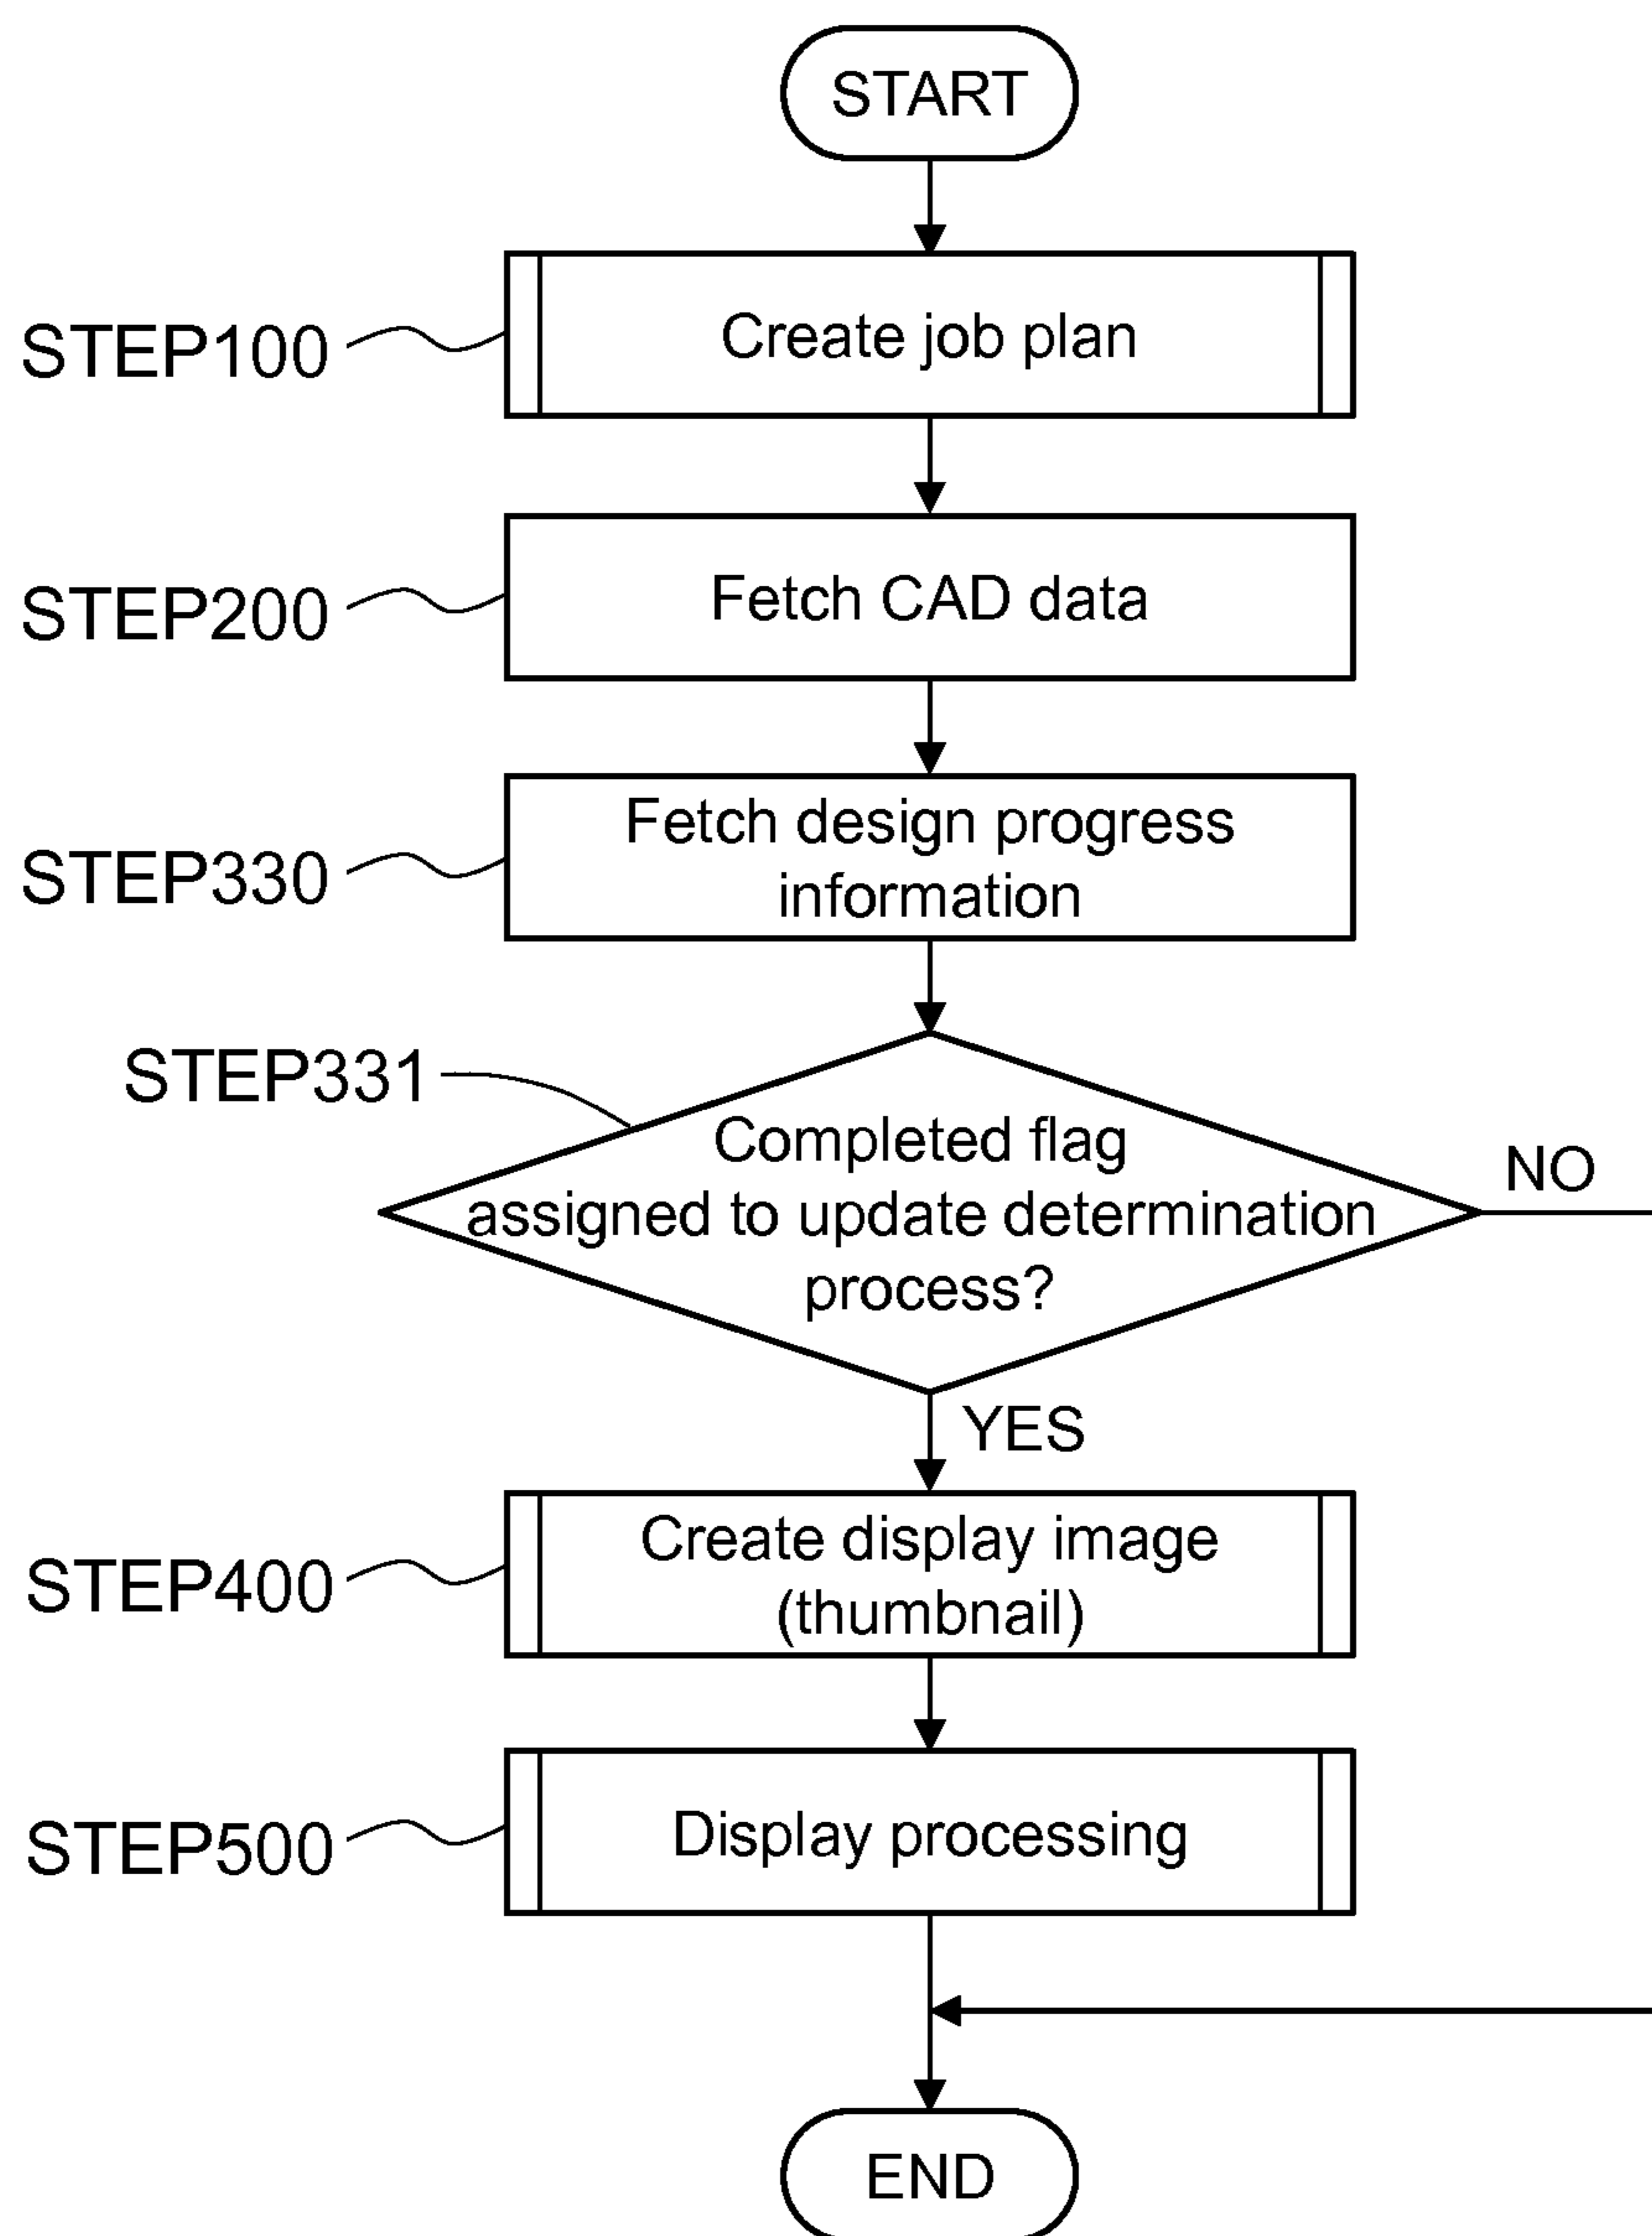 START
STEP100
Create job plan
STEP200
Fetch CAD data
STEP330
Fetch design progress
information
STEP331
Completed flag
assigned to update determination
process?
NO
YES
STEP400
Create display image
(thumbnail)
STEP500
Display processing
END